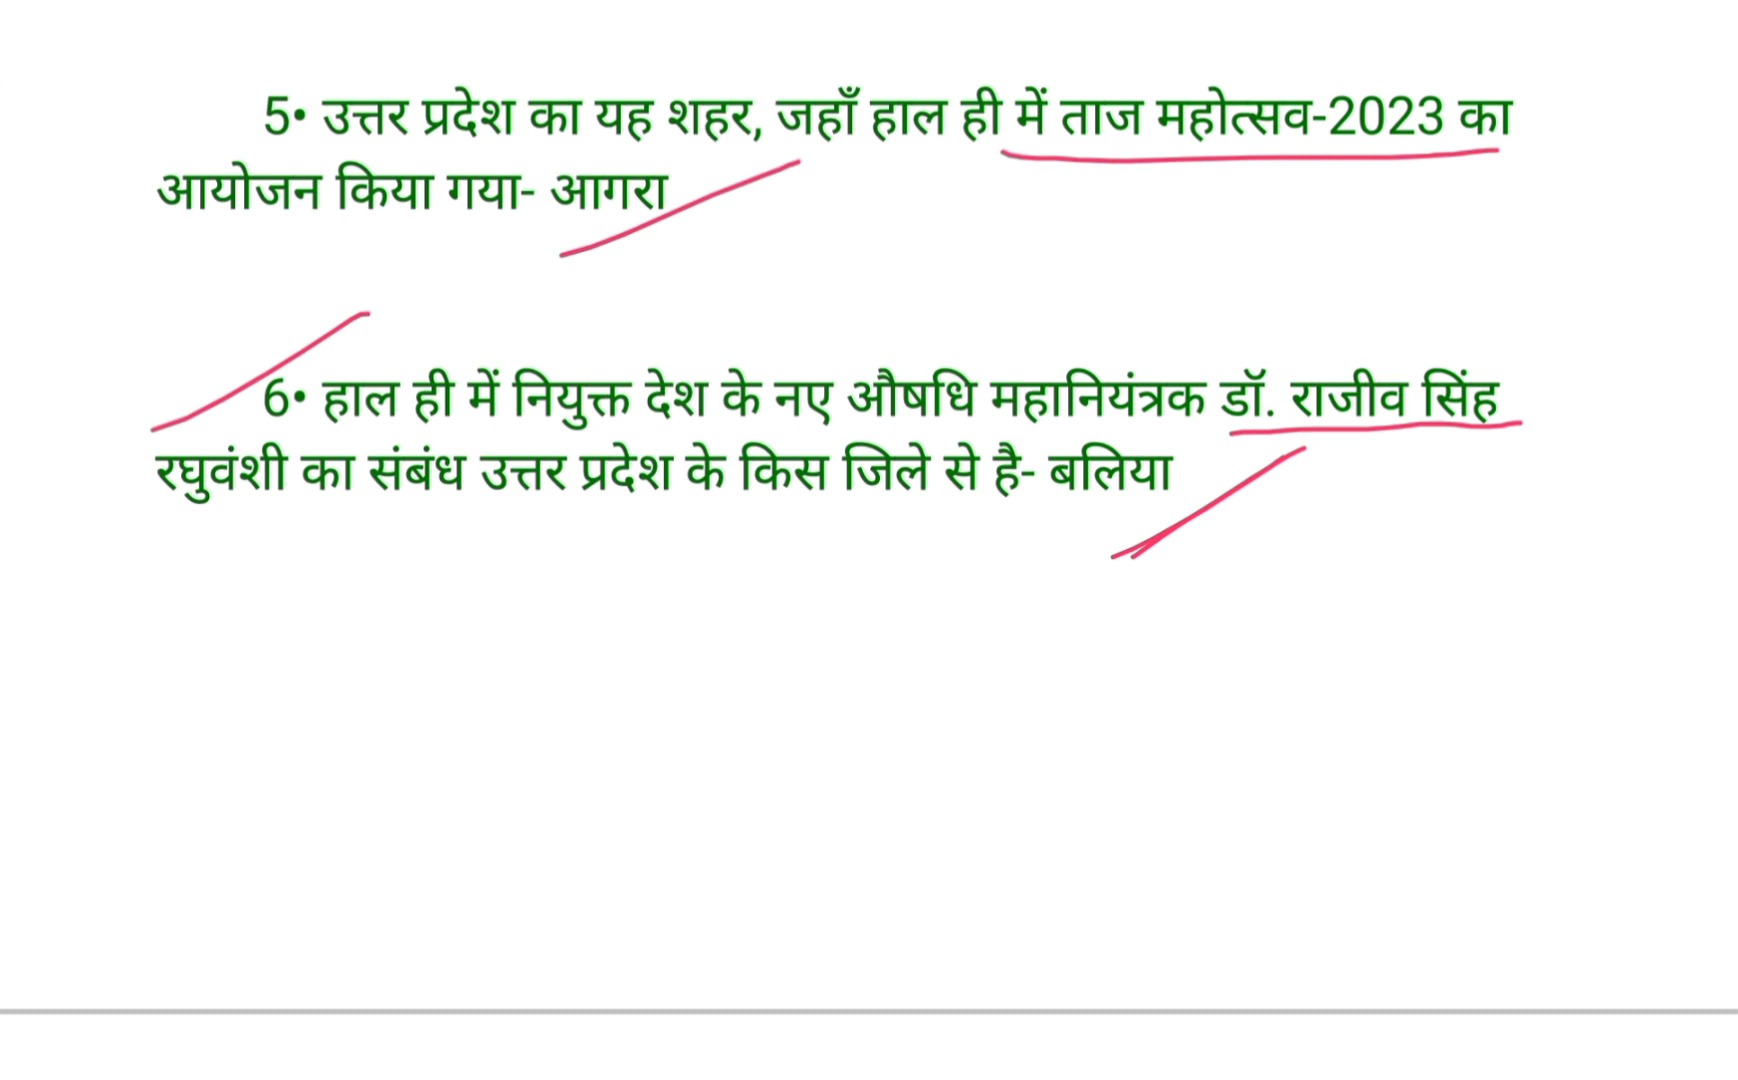 5• उत्तर प्रदेश का यह शहर, जहाँ हाल ही में ताज महोत्सव-2023 का
आयोजन किया गया- आगरा
6• हाल ही में नियुक्त देश के नए औषधि महानियंत्रक डॉ. राजीव सिंह
रघुवंशी का संबंध उत्तर प्रदेश के किस जिले से है- बलिया